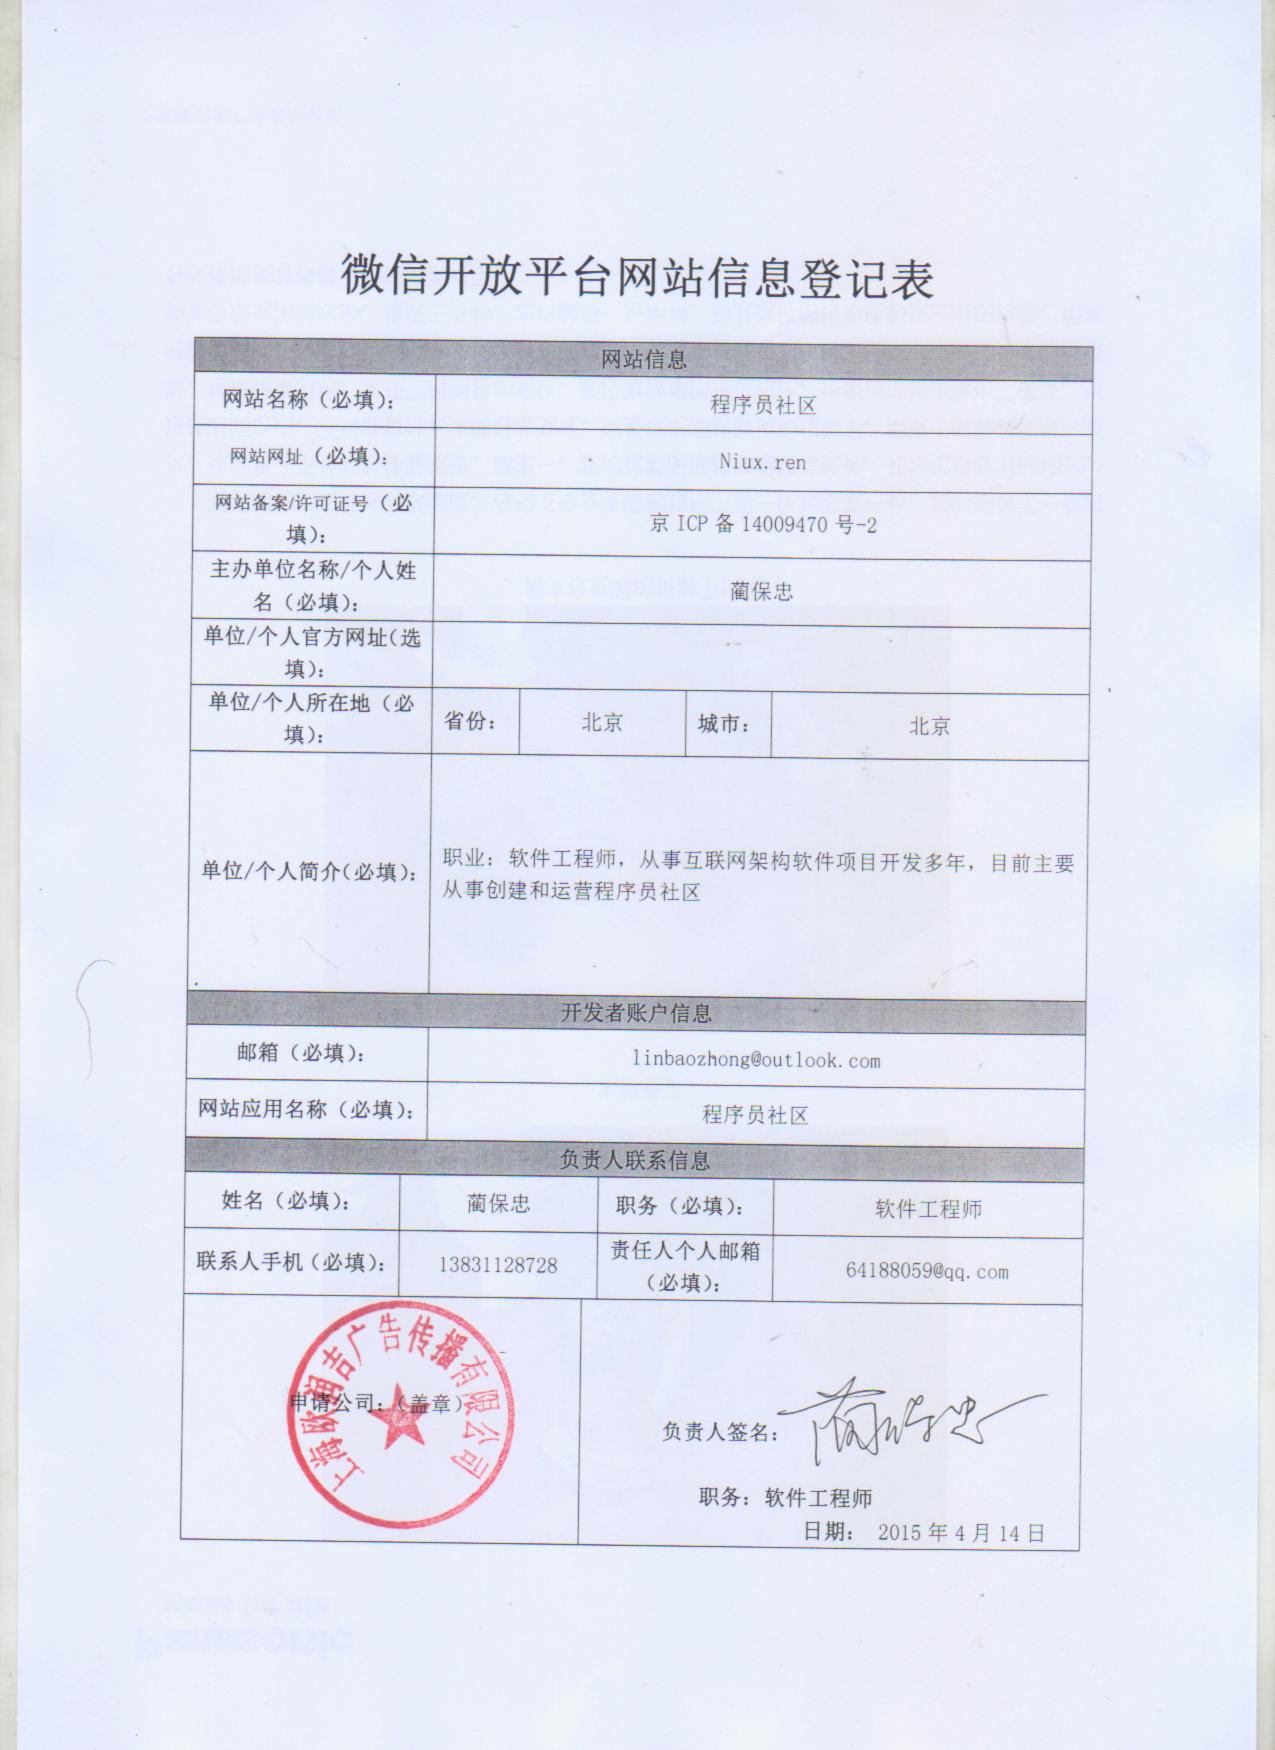 微信开放平台网站信息登记表
网站信息
网站名称（必填）： 程序员社区
网站网址（必填）： Niux.ren
网站备案/许可证号（必
填）： 京 ICP 备 14009470 号-2
主办单位名称/个人姓
名（必填）： 蔺保忠
单位/个人官方网址(选
填)：
单位/个人所在地（必
填）： 省份： 北京 城市： 北京
单位/个人简介(必填)：
职业：软件工程师，从事互联网架构软件项目开发多年，目前主要
从事创建和运营程序员社区
开发者账户信息
邮箱（必填）： linbaozhong@outlook.com
网站应用名称（必填）： 程序员社区
负责人联系信息
姓名（必填）： 蔺保忠 职务（必填）： 软件工程师
联系人手机（必填）： 13831128728 责任人个人邮箱
（必填）： 64188059@qq.com
上海欧润吉广告传播有限公司
申请公司：（盖章）
负责人签名： 蔺保忠
职务：软件工程师
日期： 2015 年 4 月 14 日